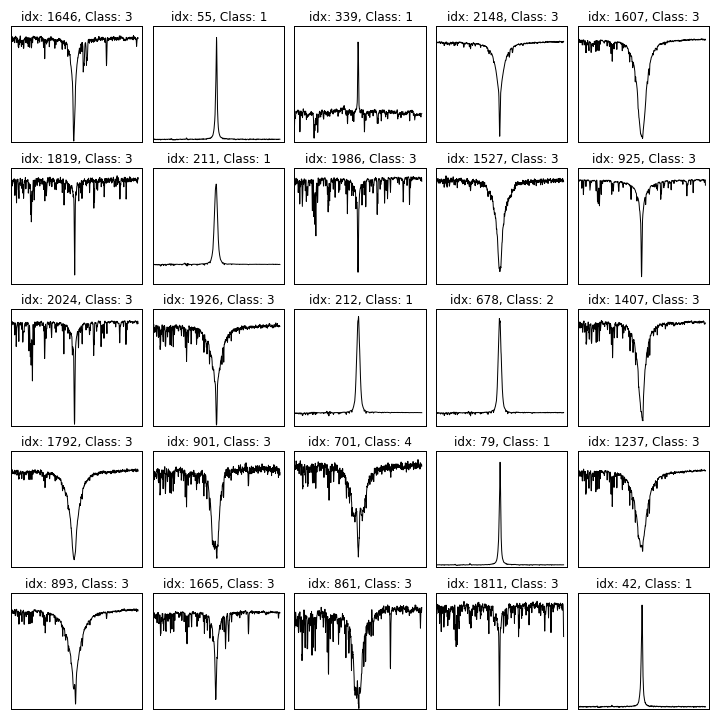 idx: 1646, Class: 3
idx: 55, Class: 1
idx: 339, Class: 1
idx: 2148, Class: 3
idx: 1607, Class: 3
idx: 1819, Class: 3
idx: 211, Class: 1
idx: 1986, Class: 3
idx: 1527, Class: 3
idx: 925, Class: 3
idx: 2024, Class: 3
idx: 1926, Class: 3
idx: 212, Class: 1
idx: 678, Class: 2
idx: 1407, Class: 3
idx: 1792, Class: 3
idx: 901, Class: 3
idx: 701, Class: 4
idx: 79, Class: 1
idx: 1237, Class: 3
idx: 893, Class: 3
idx: 1665, Class: 3
idx: 861, Class: 3
idx: 1811, Class: 3
idx: 42, Class: 1